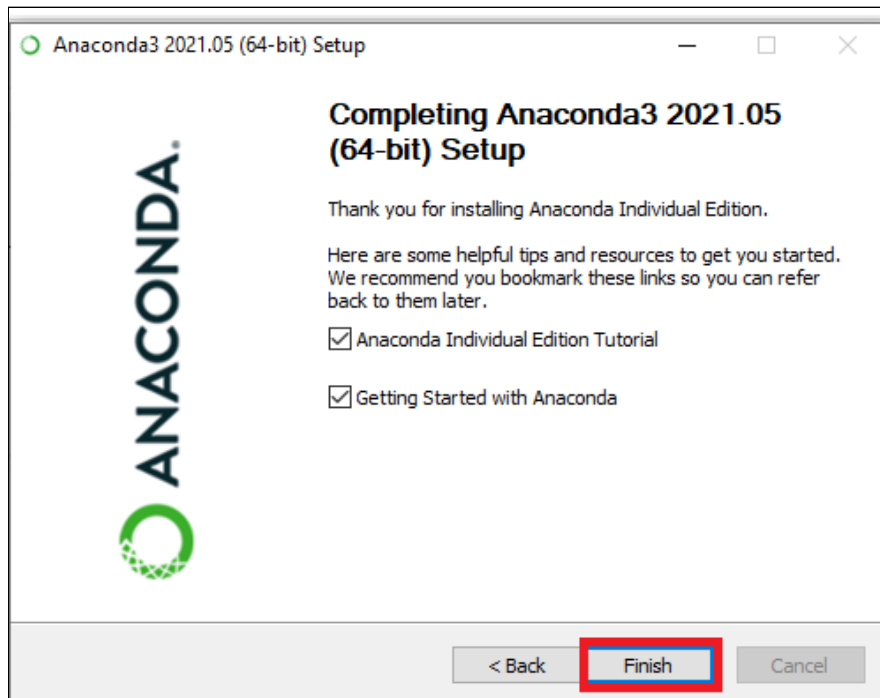 Anaconda3 2021.05 (64-bit) Setup
ANACONDA.
Completing Anaconda3 2021.05
(64-bit) Setup
Thank you for installing Anaconda Individual Edition.
Here are some helpful tips and resources to get you started.
We recommend you bookmark these links so you can refer
back to them later.
Anaconda Individual Edition Tutorial
Getting Started with Anaconda
< Back Finish Cancel